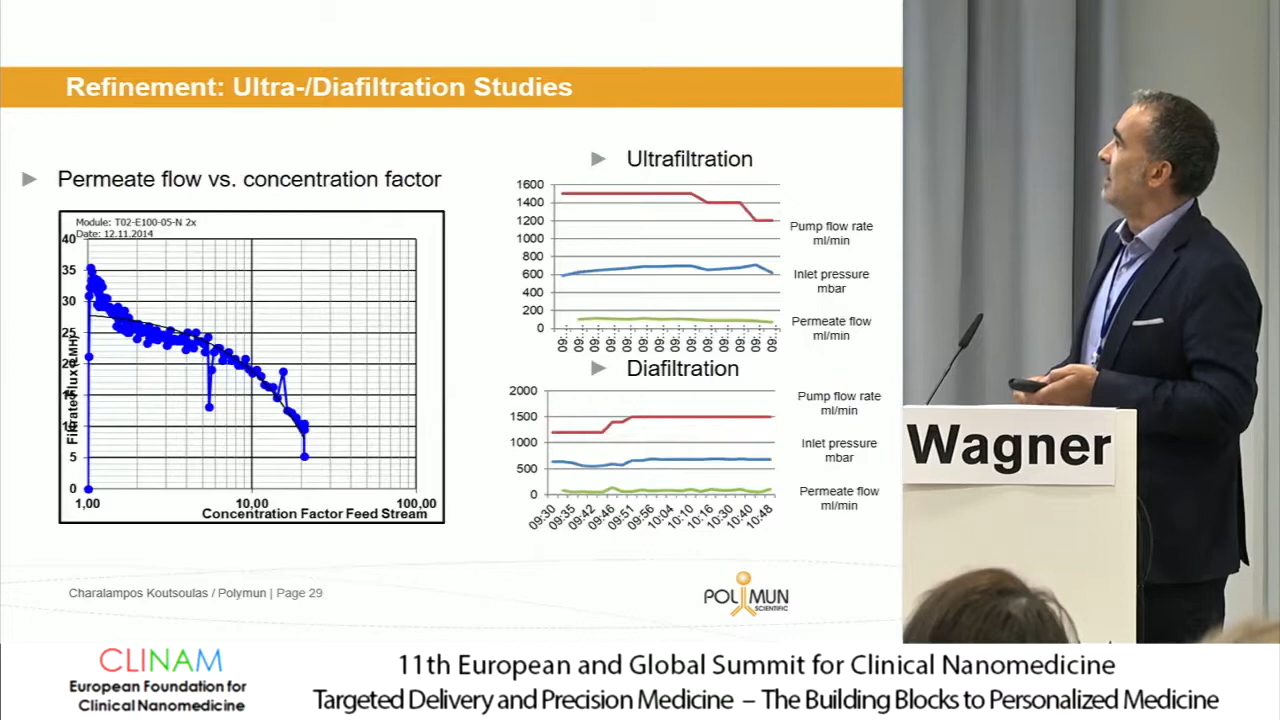 Refinement: Ultra-/Diafiltration Studies
Permeate flow vs. concentration factor
Module: T02-E100-05-N 2x
Date: 12.11.2014
40
35
30
25
20
15
10
5
0
Filtrate Flux (LMH)
1,00
10,00
100,00
Concentration Factor Feed Stream
Ultrafiltration
1600
1400
1200
1000
800
600
400
200
0
Pump flow rate
ml/min
Inlet pressure
mbar
Permeate flow
ml/min
Diafiltration
2000
1500
1000
500
0
09:30
09:35
09:42
09:46
09:51
09:56
10:04
10:10
10:16
10:30
10:40
10:48
Pump flow rate
ml/min
Inlet pressure
mbar
Permeate flow
ml/min
Charalampos Koutsoulas / Polymun | Page 29
POLYMUN
SCIENTIFIC
Wagner
CLINAM
European Foundation for
Clinical Nanomedicine
11th European and Global Summit for Clinical Nanomedicine
Targeted Delivery and Precision Medicine – The Building Blocks to Personalized Medicine